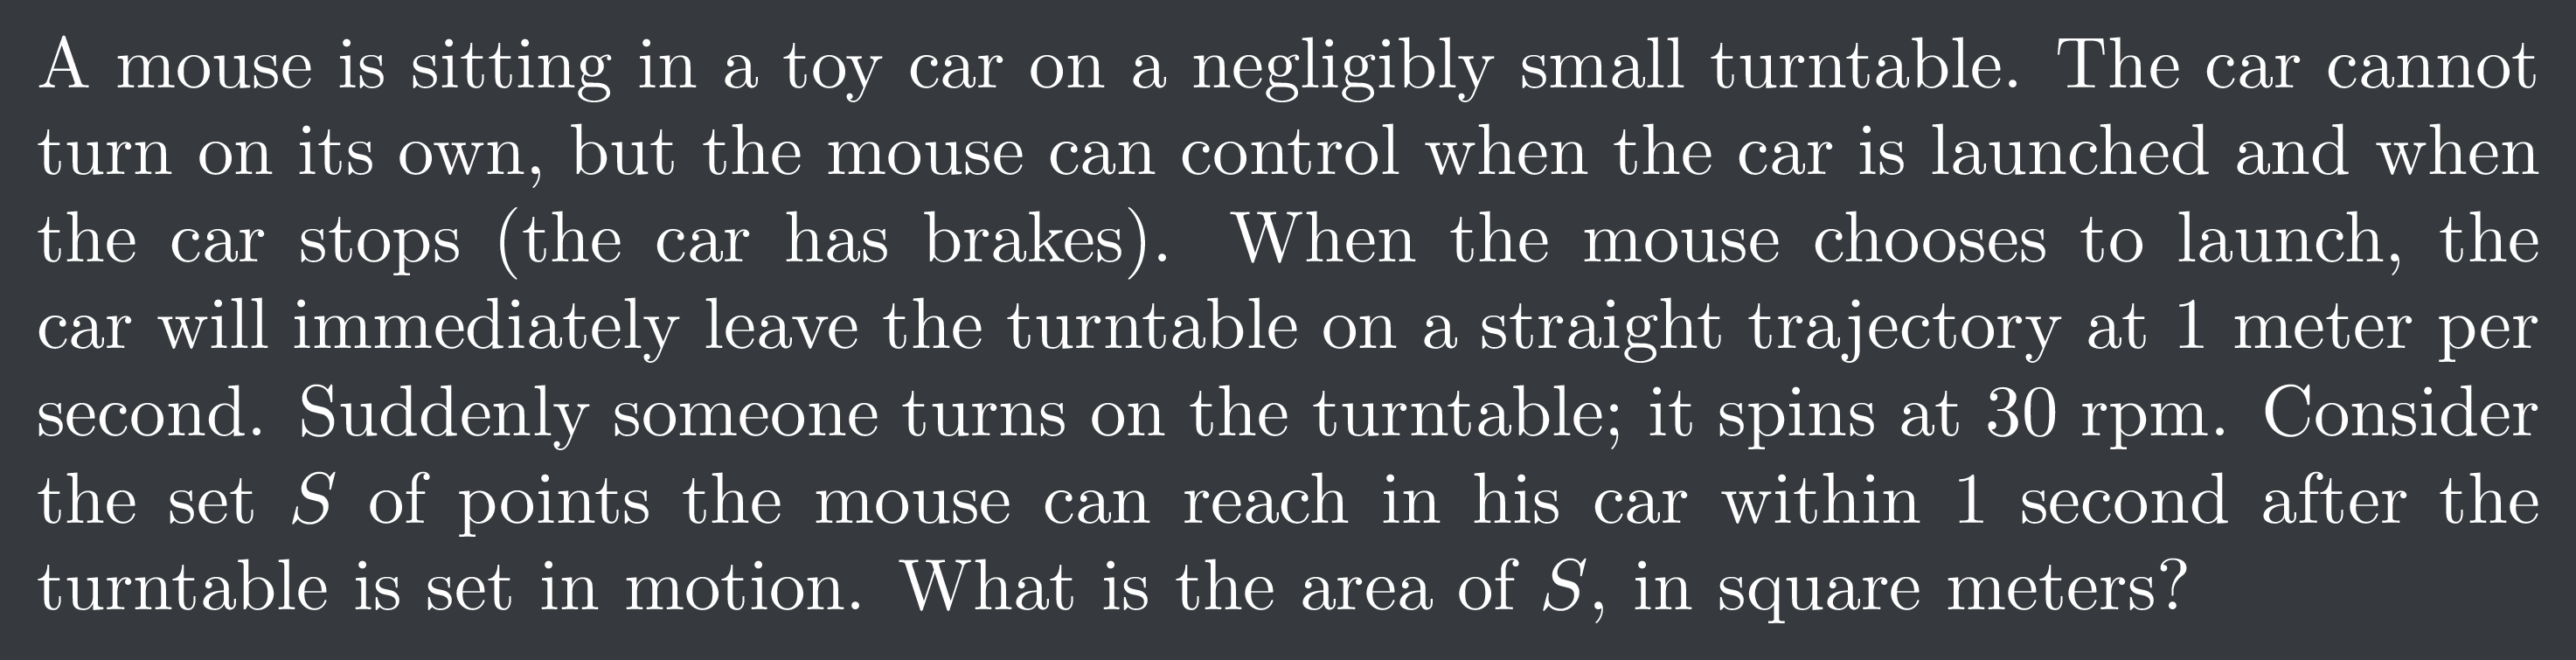 A mouse is sitting in a toy car on a negligibly small turntable. The car cannot
turn on its own, but the mouse can control when the car is launched and when
the car stops (the car has brakes). When the mouse chooses to launch, the
car will immediately leave the turntable on a straight trajectory at 1 meter per
second. Suddenly someone turns on the turntable; it spins at 30 rpm. Consider
the set S of points the mouse can reach in his car within 1 second after the
turntable is set in motion. What is the area of S, in square meters?